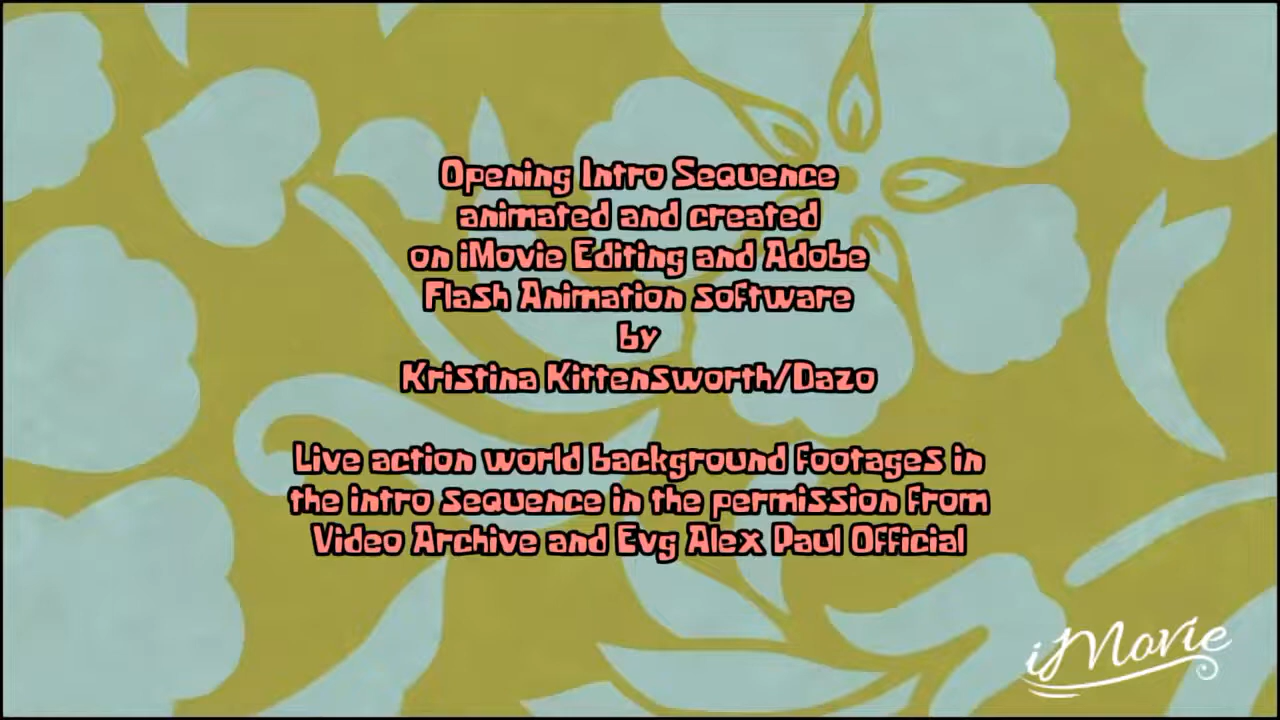 Opening Intro Sequence
animated and created
on iMovie Editing and Adobe
Flash Animation software
by
Kristina Kittensworth/Dazo
Live action world background footages in
the intro sequence in the permission from
Video Archive and Evg Alex Paul Official
iMovie